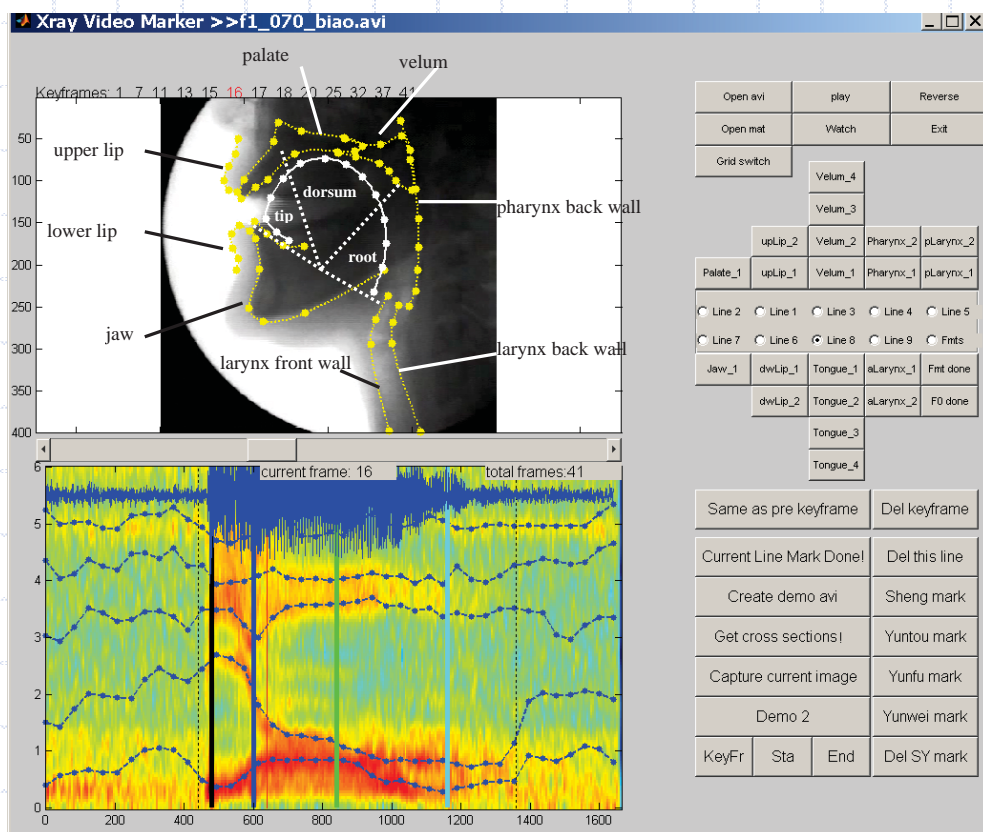 Xray Video Marker >>f1_070_biao.avi
palate
velum
Keyframes: 1 7 11 13 15 16 17 18 20 25 32 37 41
50
100
150
200
250
300
350
400
upper lip
dorsum
tip
root
lower lip
pharynx back wall
jaw
larynx front wall
larynx back wall
Open avi play Reverse
Open mat Watch Exit
Grid switch
Velum_4
Velum_3
upLip_2 Velum_2 Pharynx_2 pLarynx_2
Palate_1 upLip_1 Velum_1 Pharynx_1 pLarynx_1
Line 2 Line 1 Line 3 Line 4 Line 5
Line 7 Line 6 Line 8 Line 9 Fmts
Jaw_1 dwLip_1 Tongue_1 aLarynx_1 Fmt done
dwLip_2 Tongue_2 aLarynx_2 F0 done
Tongue_3
Tongue_4
current frame: 16 total frames:41
6
5
4
3
2
1
0
0 200 400 600 800 1000 1200 1400 1600
Same as pre keyframe Del keyframe
Current Line Mark Done! Del this line
Create demo avi Sheng mark
Get cross sections! Yuntou mark
Capture current image Yunfu mark
Demo 2 Yunwei mark
KeyFr Sta End Del SY mark